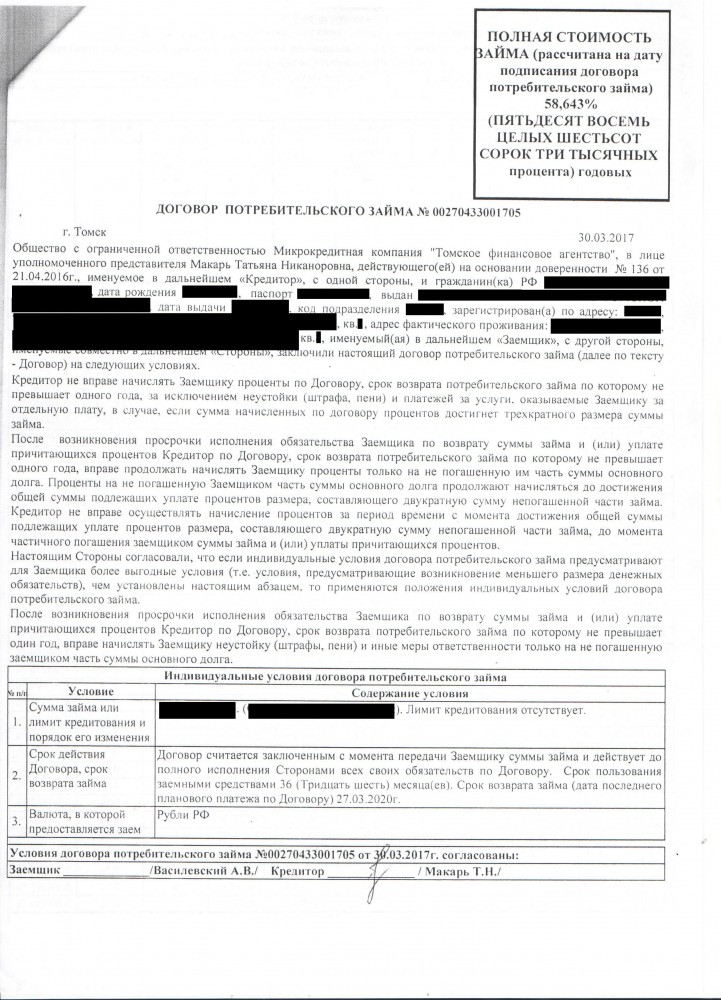 ПОЛНАЯ СТОИМОСТЬ
ЗАЙМА (рассчитана на дату
подписания договора
потребительского займа)
58,643%
(ПЯТЬДЕСЯТ ВОСЕМЬ
ЦЕЛЫХ ШЕСТЬСОТ
СОРОК ТРИ ТЫСЯЧНЫХ
процента) годовых
ДОГОВОР ПОТРЕБИТЕЛЬСКОГО ЗАЙМА № 00270433001705
г. Томск
30.03.2017
Общество с ограниченной ответственностью Микрокредитная компания "Томское финансовое агентство", в лице
уполномоченного представителя Макарь Татьяна Никаноровна, действующего(ей) на основании доверенности № 136 от
21.04.2016г., именуемое в дальнейшем «Кредитор», с одной стороны, и гражданин(ка) РФ
, дата рождения , паспорт , выдан
, дата выдачи , код подразделения , зарегистрирован(а) по адресу: ,
, кв. , адрес фактического проживания: ,
кв. , именуемый(ая) в дальнейшем «Заемщик», с другой стороны,
именуемые совместно в дальнейшем «Стороны», заключили настоящий договор потребительского займа (далее по тексту
- Договор) на следующих условиях.
Кредитор не вправе начислять Заемщику проценты по Договору, срок возврата потребительского займа по которому не
превышает одного года, за исключением неустойки (штрафа, пени) и платежей за услуги, оказываемые Заемщику за
отдельную плату, в случае, если сумма начисленных по договору процентов достигнет трехкратного размера суммы
займа.
После возникновения просрочки исполнения обязательства Заемщика по возврату суммы займа и (или) уплате
причитающихся процентов Кредитор по Договору, срок возврата потребительского займа по которому не превышает
одного года, вправе продолжать начислять Заемщику проценты только на не погашенную им часть суммы основного
долга. Проценты на не погашенную Заемщиком часть суммы основного долга продолжают начисляться до достижения
общей суммы подлежащих уплате процентов размера, составляющего двукратную сумму непогашенной части займа.
Кредитор не вправе осуществлять начисление процентов за период времени с момента достижения общей суммы
подлежащих уплате процентов размера, составляющего двукратную сумму непогашенной части займа, до момента
частичного погашения заемщиком суммы займа и (или) уплаты причитающихся процентов.
Настоящим Стороны согласовали, что если индивидуальные условия договора потребительского займа предусматривают
для Заемщика более выгодные условия (т.е. условия, предусматривающие возникновение меньшего размера денежных
обязательств), чем установлены настоящим абзацем, то применяются положения индивидуальных условий договора
потребительского займа.
После возникновения просрочки исполнения обязательства Заемщика по возврату суммы займа и (или) уплате
причитающихся процентов Кредитор по Договору, срок возврата потребительского займа по которому не превышает
один год, вправе начислять Заемщику неустойку (штрафы, пени) и иные меры ответственности только на не погашенную
заемщиком часть суммы основного долга.
Индивидуальные условия договора потребительского займа
№ п/п Условие Содержание условия
1. Сумма займа или
лимит кредитования и
порядок его изменения
. ( ). Лимит кредитования отсутствует.
2. Срок действия
Договора, срок
возврата займа
Договор считается заключенным с момента передачи Заемщику суммы займа и действует до
полного исполнения Сторонами всех своих обязательств по Договору. Срок пользования
заемными средствами 36 (Тридцать шесть) месяца(ев). Срок возврата займа (дата последнего
планового платежа по Договору) 27.03.2020г.
3. Валюта, в которой
предоставляется заем
Рубли РФ
Условия договора потребительского займа №00270433001705 от 30.03.2017г. согласованы:
Заемщик ______________/Василевский А.В./ Кредитор ______________ / Макарь Т.Н./